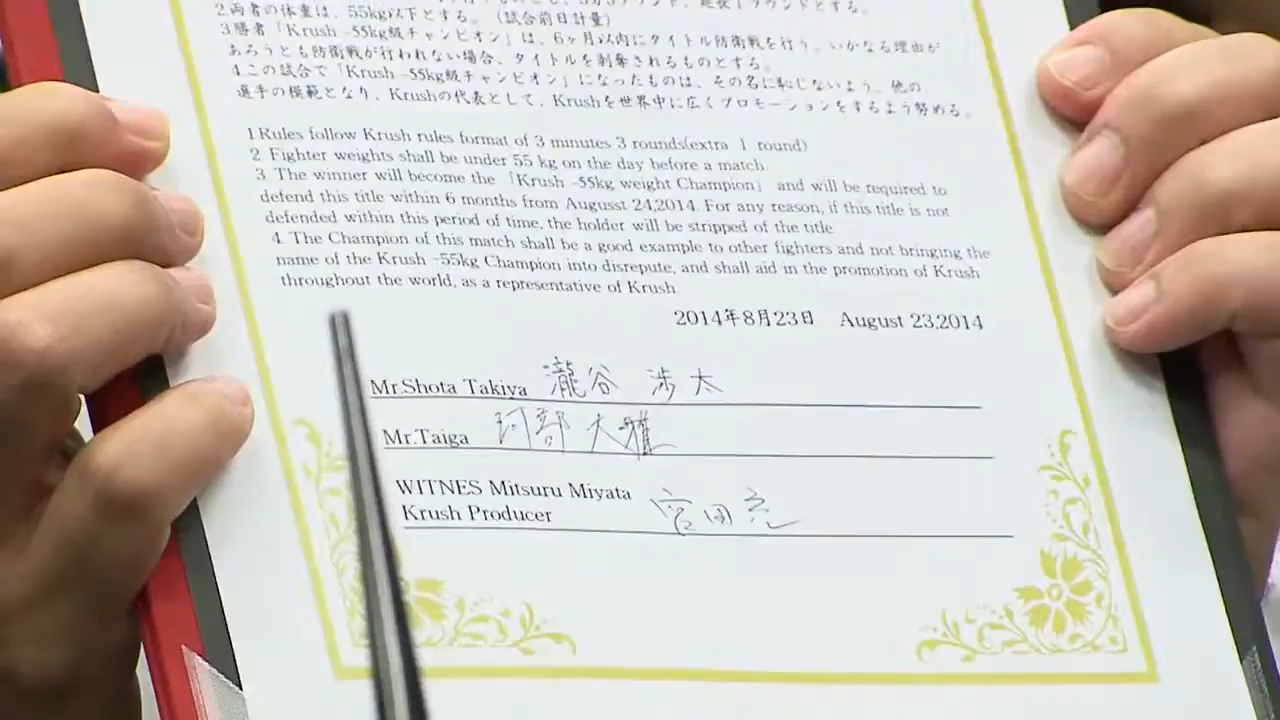 2.両者の体重は、55kg以下とする。(試合前日計量)
3.勝者「Krush -55kg級チャンピオン」は、6ヶ月以内にタイトル防衛戦を行う。いかなる理由が
あろうとも防衛戦が行われない場合、タイトルを剥奪されるものとする。
4.この試合で「Krush -55kg級チャンピオン」になったものは、その名に恥じないよう、他の
選手の模範となり、Krushの代表として、Krushを世界中に広くプロモーションをするよう努める。
1 Rules follow Krush rules format of 3 minutes 3 rounds(extra 1 round)
2 Fighter weights shall be under 55 kg on the day before a match.
3 The winner will become the 「Krush -55kg weight Champion」 and will be required to
defend this title within 6 months from Augusst 24,2014. For any reason, if this title is not
defended within this period of time, the holder will be stripped of the title.
4. The Champion of this match shall be a good example to other fighters and not bringing the
name of the Krush -55kg Champion into disrepute, and shall aid in the promotion of Krush
throughout the world, as a representative of Krush.
2014年8月23日 August 23,2014
Mr.Shota Takiya 瀧谷 渉太
Mr.Taiga 阿部 大雅
WITNES Mitsuru Miyata
Krush Producer 宮田充